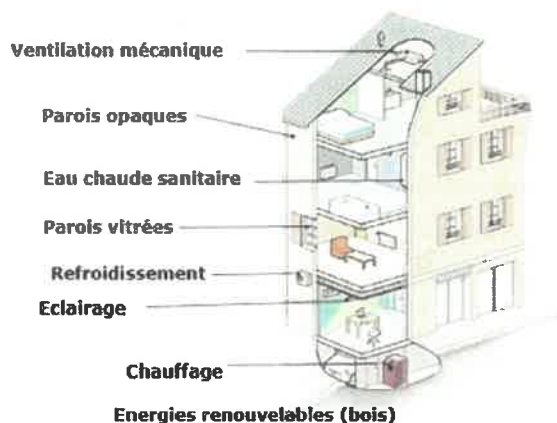 Ventilation mécanique
Parois opaques
Eau chaude sanitaire
Parois vitrées
Refroidissement
Eclairage
Chauffage
Energies renouvelables (bois)